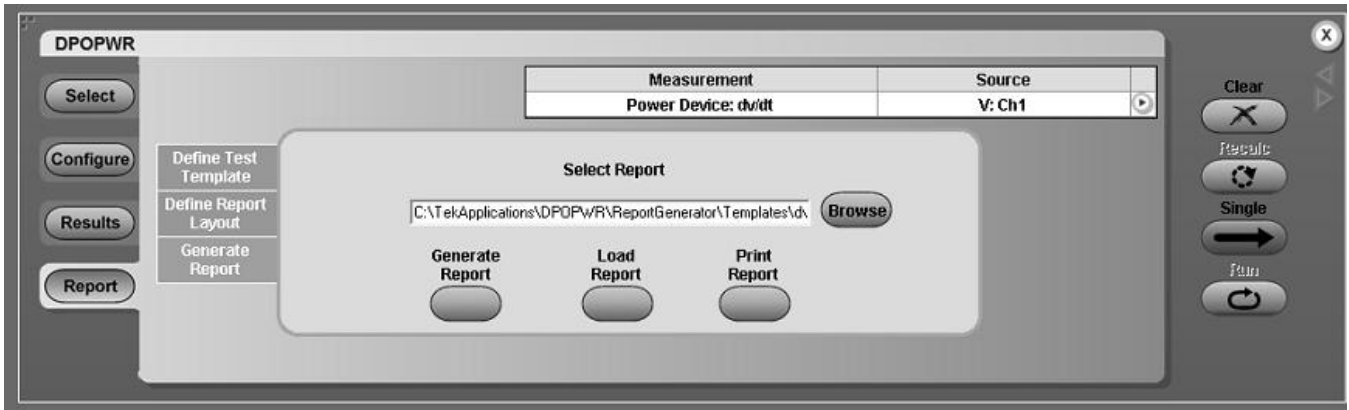 DPOPWR
X
Select
Configure
Results
Report
Measurement Source
Power Device: dv/dt V: Ch1
Define Test
Template
Define Report
Layout
Generate
Report
Select Report
C:\TekApplications\DPOPWR\ReportGenerator\Templates\dv
Browse
Generate
Report
Load
Report
Print
Report
Clear
Recalc
Single
Run